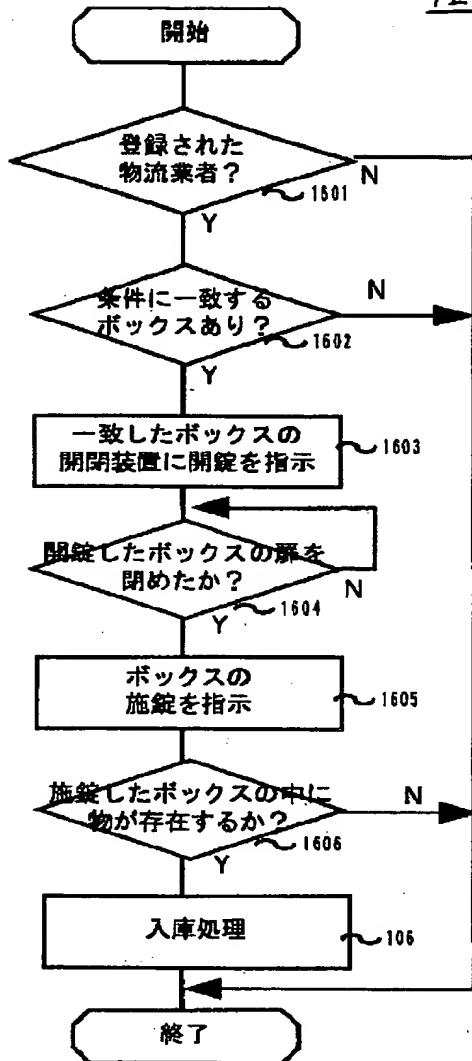 開始
登録された
物流業者?
N
1601
Y
条件に一致する
ボックスあり?
N
1602
Y
一致したボックスの
開閉装置に開錠を指示
1603
開錠したボックスの扉を
閉めたか?
N
1604
Y
ボックスの
施錠を指示
1605
施錠したボックスの中に
物が存在するか?
N
1606
Y
入庫処理
106
終了